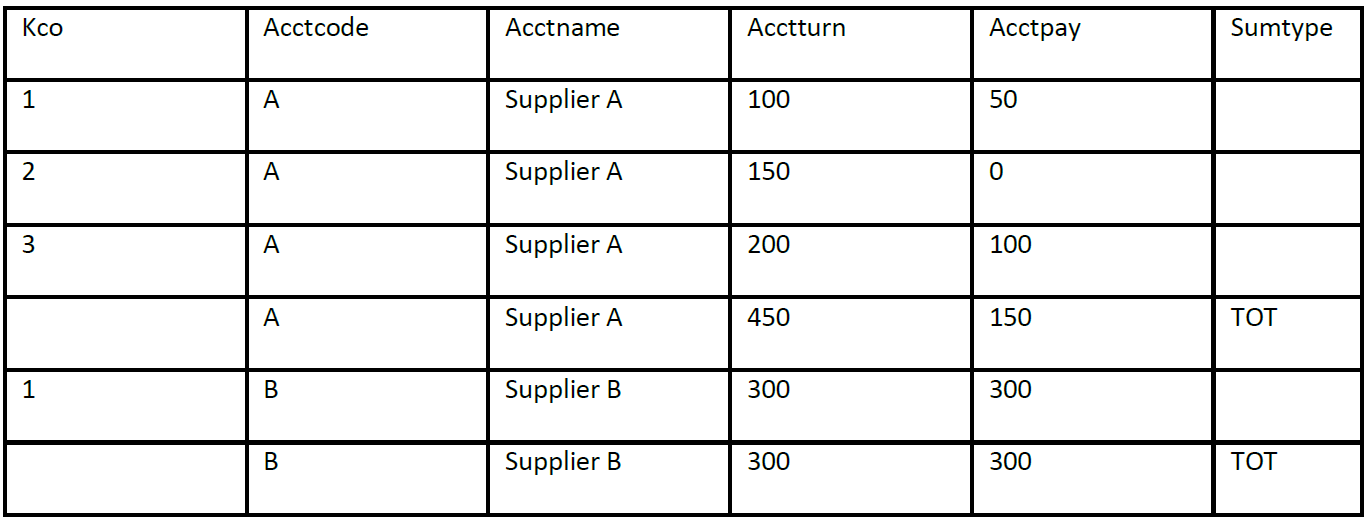 Kco Acctcode Acctname Acctturn Acctpay Sumtype
1 A Supplier A 100 50
2 A Supplier A 150 0
3 A Supplier A 200 100
A Supplier A 450 150 TOT
1 B Supplier B 300 300
B Supplier B 300 300 TOT